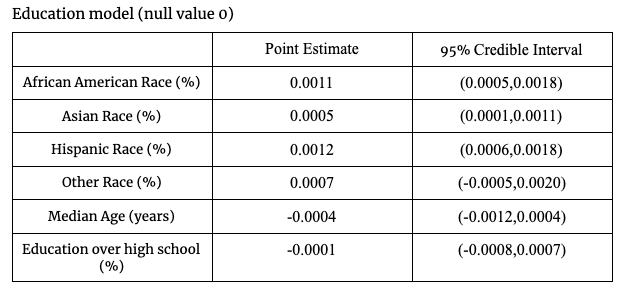 Education model (null value 0)
Point Estimate 95% Credible Interval
African American Race (%) 0.0011 (0.0005,0.0018)
Asian Race (%) 0.0005 (0.0001,0.0011)
Hispanic Race (%) 0.0012 (0.0006,0.0018)
Other Race (%) 0.0007 (-0.0005,0.0020)
Median Age (years) -0.0004 (-0.0012,0.0004)
Education over high school -0.0001 (-0.0008,0.0007)
(%)